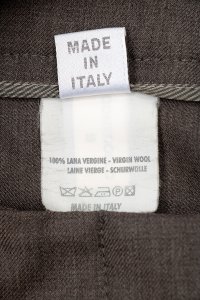 MADE
IN
ITALY
100% LANA VERGINE - VIRGIN WOOL
LAINE VIERGE - SCHURWOLLE
MADE IN ITALY